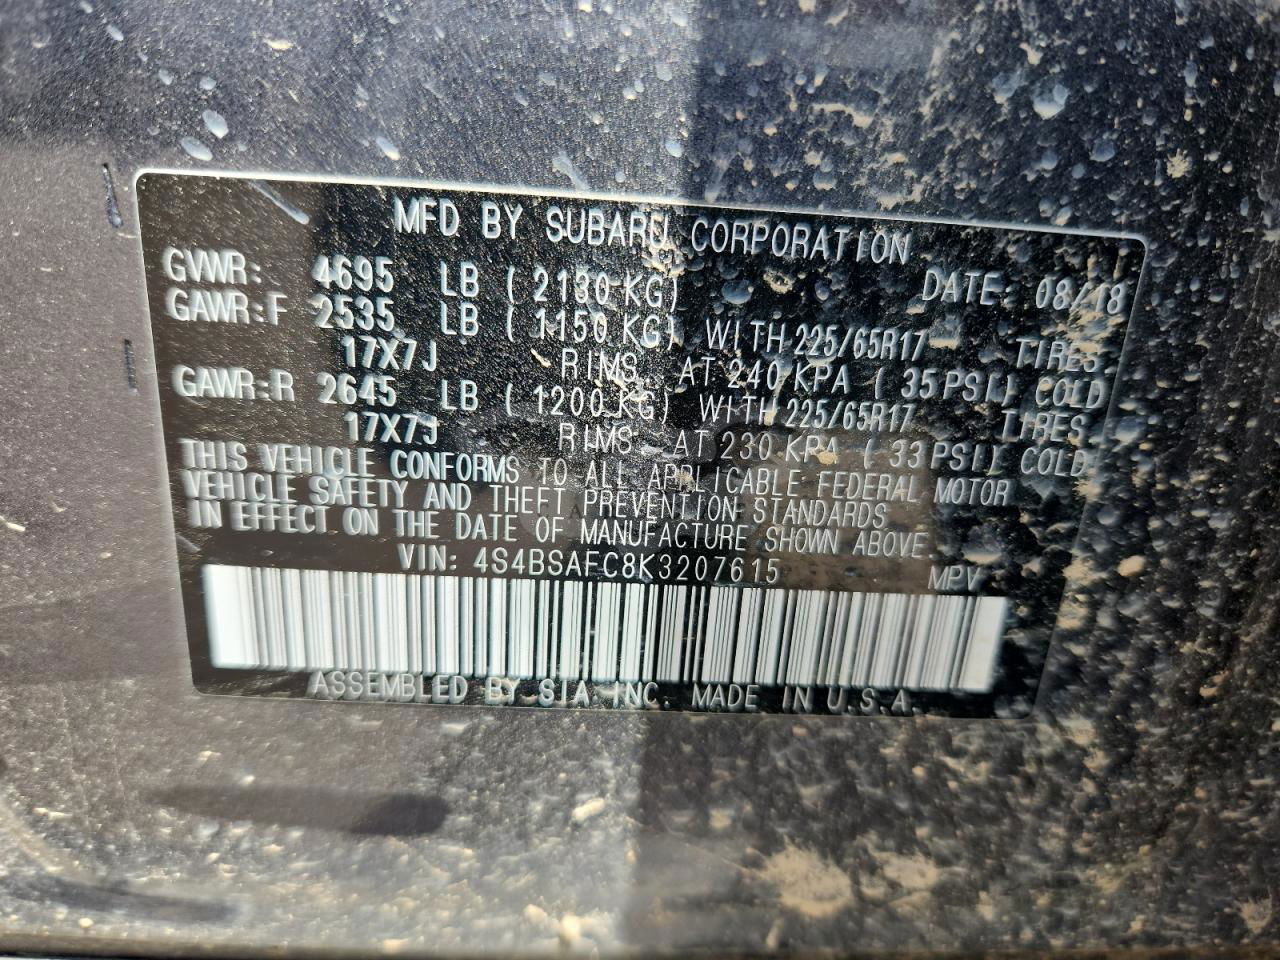 MFD BY SUBARU CORPORATION
GVWR: 4695 LB ( 2130 KG) DATE: 08/18
GAWR:F 2535 LB ( 1150 KG) WITH 225/65R17 TIRES
17X7J RIMS AT 240 KPA ( 35 PSI) COLD
GAWR:R 2645 LB ( 1200 KG) WITH 225/65R17 TIRES
17X7J RIMS AT 230 KPA ( 33 PSI) COLD
THIS VEHICLE CONFORMS TO ALL APPLICABLE FEDERAL MOTOR
VEHICLE SAFETY AND THEFT PREVENTION STANDARDS
IN EFFECT ON THE DATE OF MANUFACTURE SHOWN ABOVE.
VIN: 4S4BSAFC8K3207615 MPV
ASSEMBLED BY SIA, INC. MADE IN U.S.A.